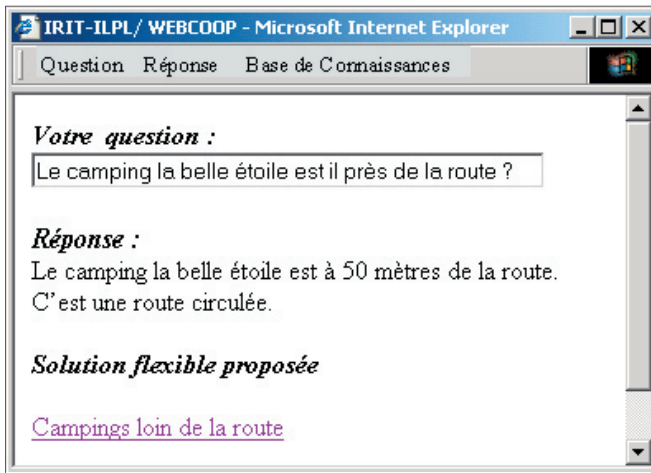 IRIT-ILPL/ WEBCOOP - Microsoft Internet Explorer
Question Réponse Base de Connaissances
Votre question :
Le camping la belle étoile est il près de la route ?
Réponse :
Le camping la belle étoile est à 50 mètres de la route.
C'est une route circulée.
Solution flexible proposée
Campings loin de la route